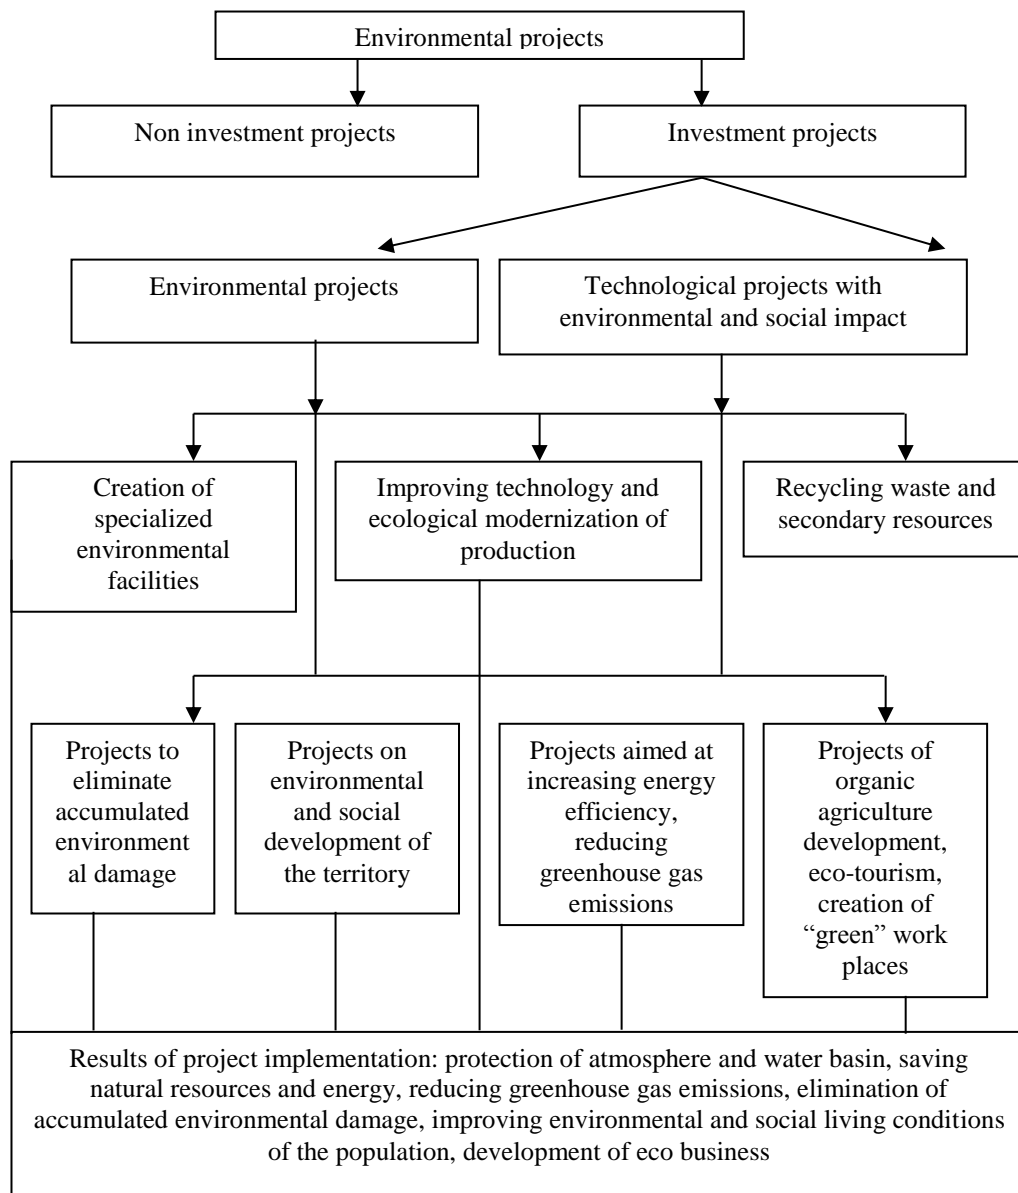 Environmental projects
Non investment projects
Investment projects
Environmental projects
Technological projects with
environmental and social impact
Creation of
specialized
environmental
facilities
Improving technology and
ecological modernization of
production
Recycling waste and
secondary resources
Projects to
eliminate
accumulated
environment
al damage
Projects on
environmental
and social
development of
the territory
Projects aimed at
increasing energy
efficiency,
reducing
greenhouse gas
emissions
Projects of
organic
agriculture
development,
eco-tourism,
creation of
“green” work
places
Results of project implementation: protection of atmosphere and water basin, saving
natural resources and energy, reducing greenhouse gas emissions, elimination of
accumulated environmental damage, improving environmental and social living conditions
of the population, development of eco business